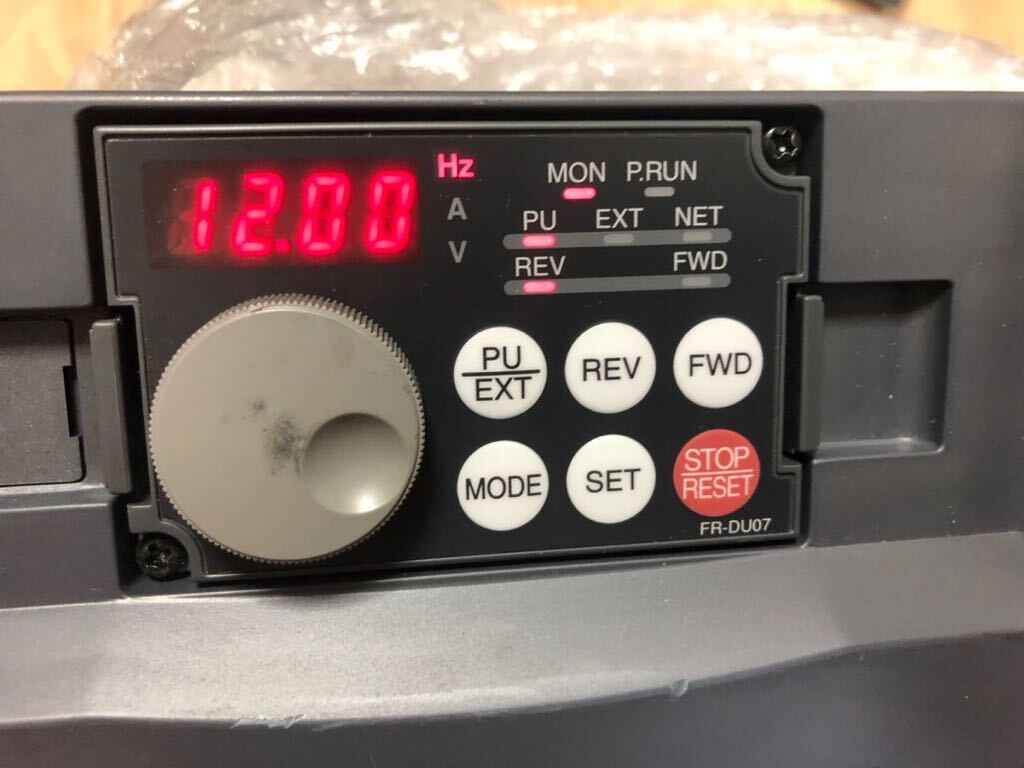 12.00
Hz
A
V
MON P.RUN
PU EXT NET
REV FWD
PU
EXT
REV
FWD
MODE
SET
STOP
RESET
FR-DU07